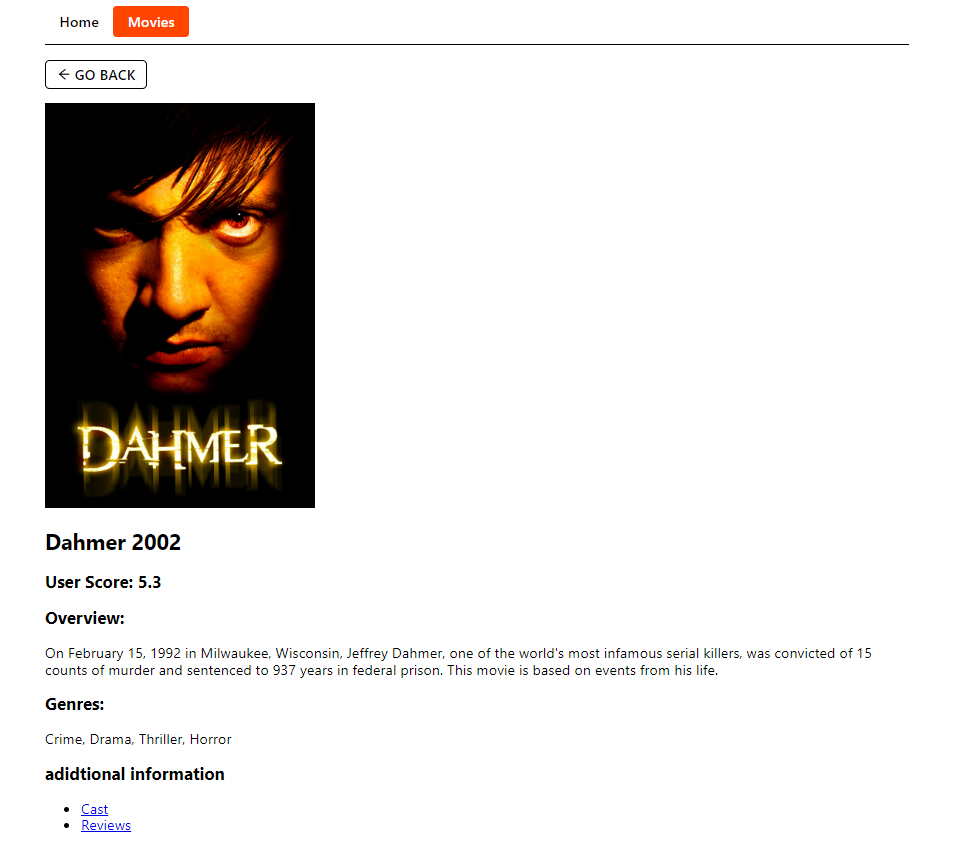 Home Movies
← GO BACK
DAHMER
Dahmer 2002
User Score: 5.3
Overview:
On February 15, 1992 in Milwaukee, Wisconsin, Jeffrey Dahmer, one of the world's most infamous serial killers, was convicted of 15
counts of murder and sentenced to 937 years in federal prison. This movie is based on events from his life.
Genres:
Crime, Drama, Thriller, Horror
adidtional information
• Cast
• Reviews